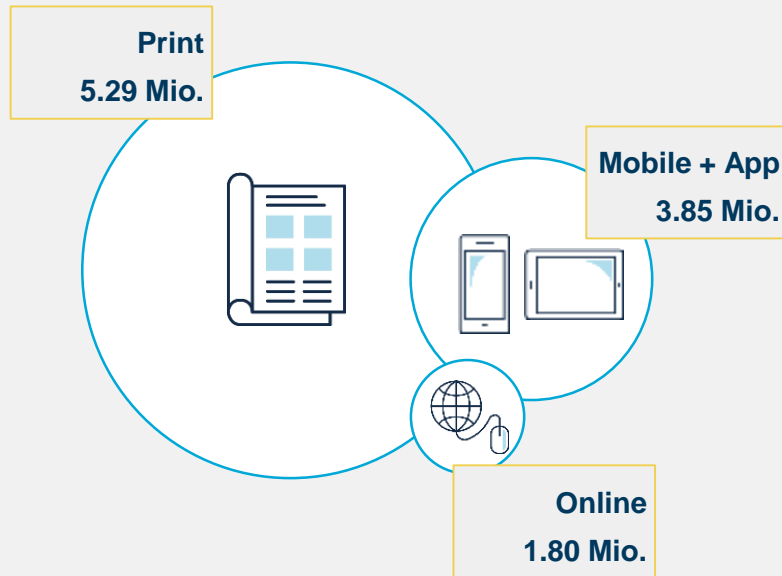 Print
5.29 Mio.
Mobile + App
3.85 Mio.
Online
1.80 Mio.